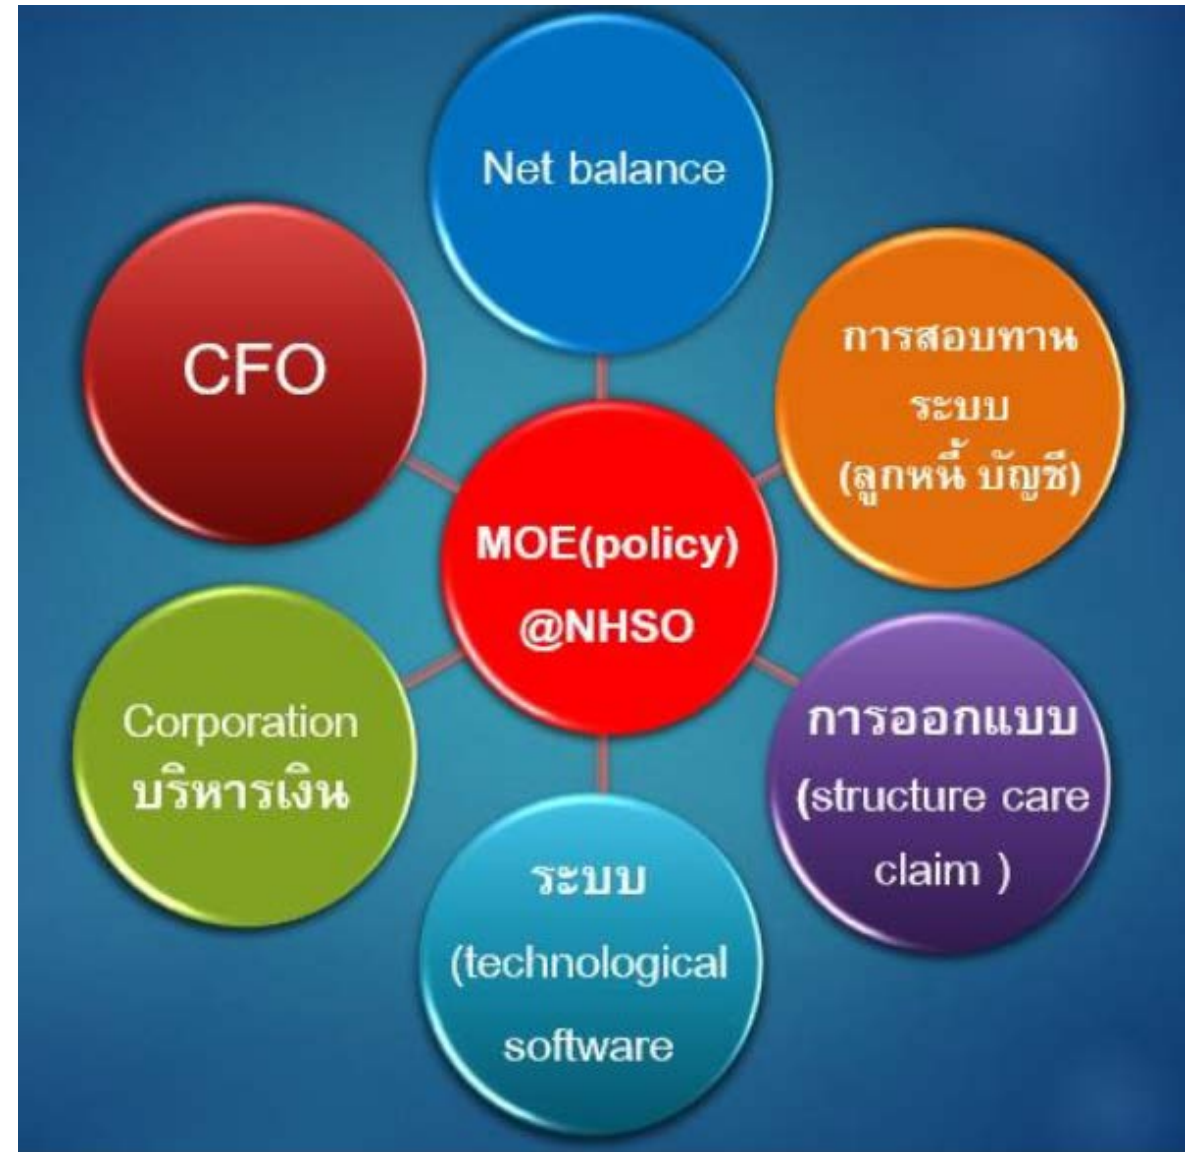 Net balance
CFO
การสอบทาน
ระบบ
(ลูกหนี้ บัญชี)
MOE(policy)
@NHSO
Corporation
บริหารเงิน
การออกแบบ
(structure care
claim )
ระบบ
(technological
software